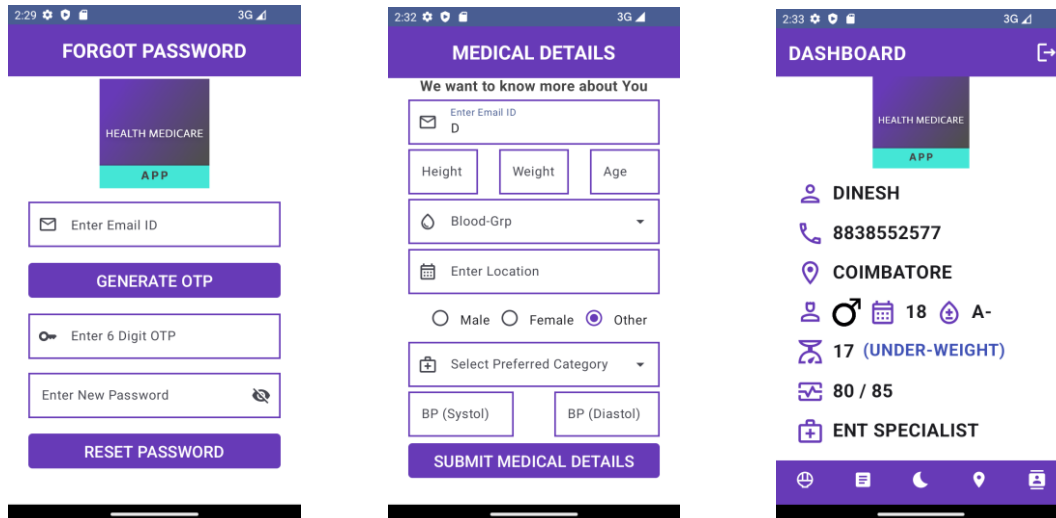 2:29 3G
FORGOT PASSWORD
HEALTH MEDICARE
APP
Enter Email ID
GENERATE OTP
Enter 6 Digit OTP
Enter New Password
RESET PASSWORD
2:32 3G
MEDICAL DETAILS
We want to know more about You
Enter Email ID
D
Height Weight Age
Blood-Grp
Enter Location
Male Female Other
Select Preferred Category
BP (Systol) BP (Diastol)
SUBMIT MEDICAL DETAILS
2:33 3G
DASHBOARD
HEALTH MEDICARE
APP
DINESH
8838552577
COIMBATORE
18 A-
17 (UNDER-WEIGHT)
80 / 85
ENT SPECIALIST